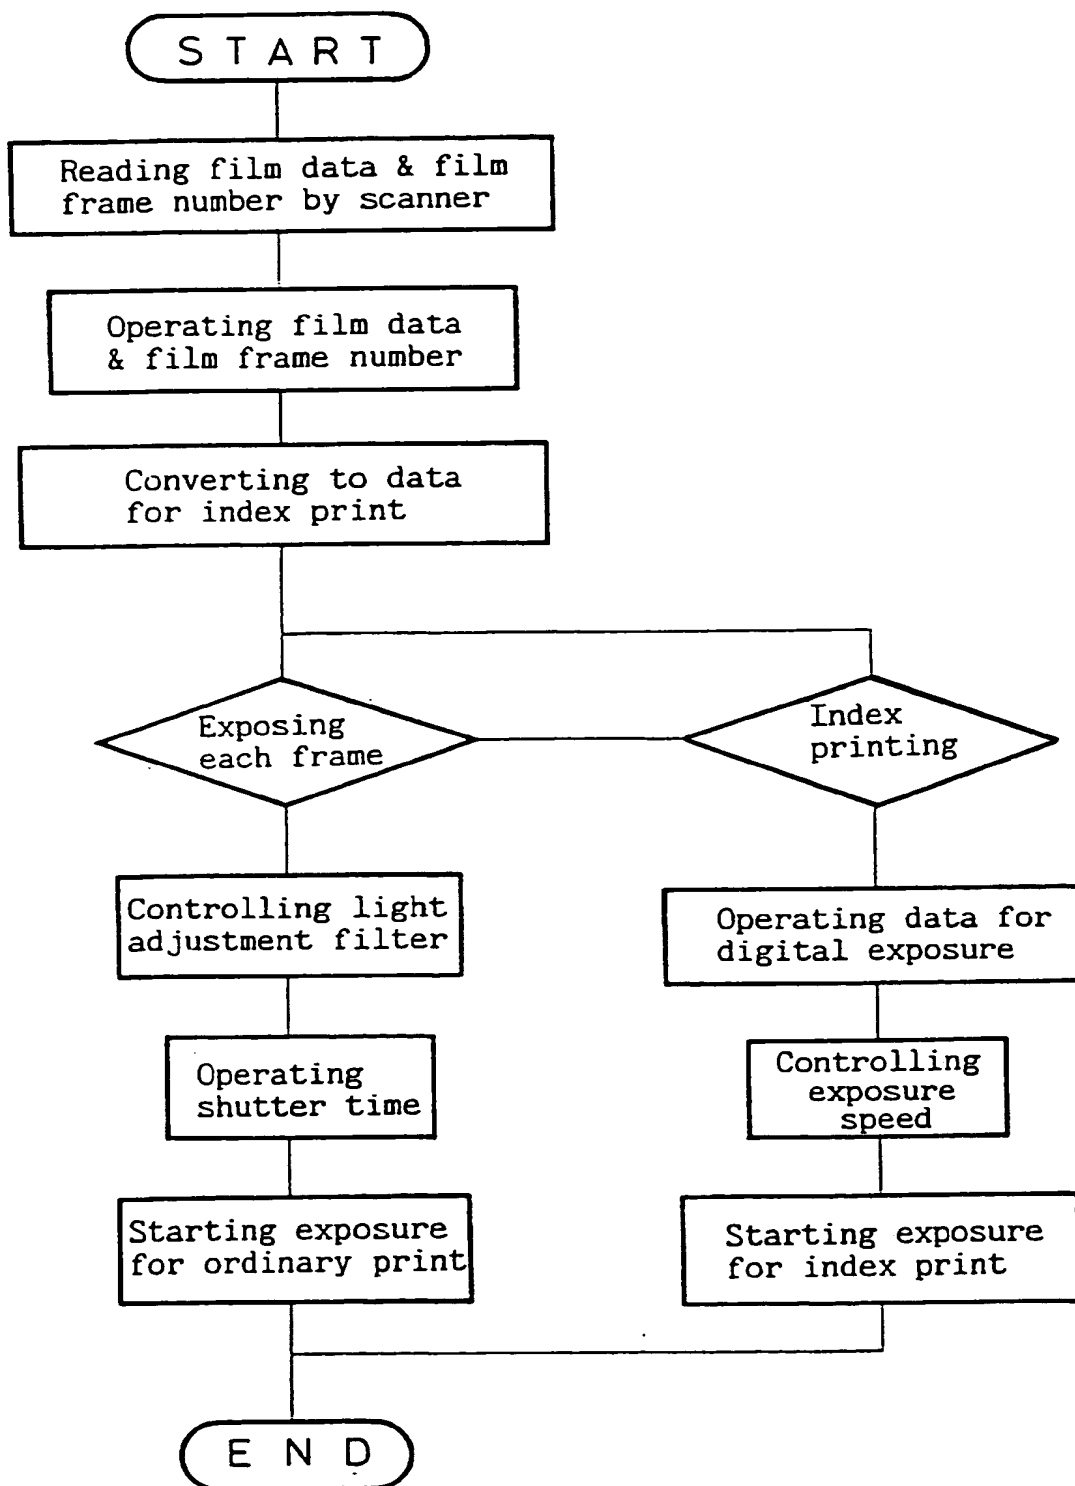 START
Reading film data & film
frame number by scanner
Operating film data
& film frame number
Converting to data
for index print
Exposing
each frame
Index
printing
Controlling light
adjustment filter
Operating data for
digital exposure
Operating
shutter time
Controlling
exposure
speed
Starting exposure
for ordinary print
Starting exposure
for index print
END